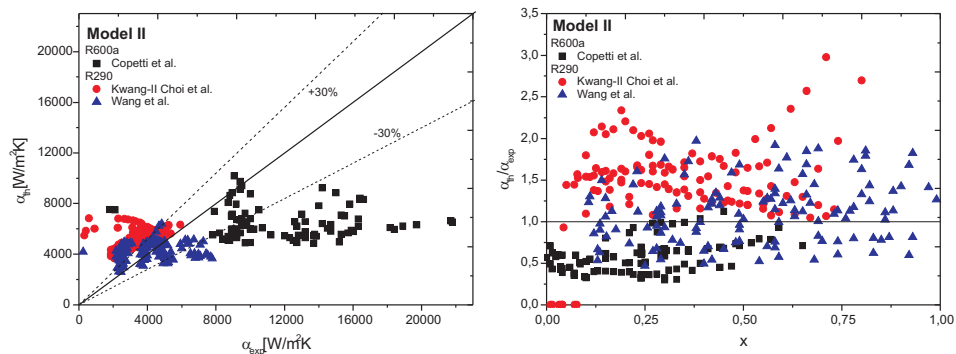 Model II
R600a
Copetti et al.
R290
Kwang-II Choi et al.
Wang et al.
+30%
-30%
22000
20000
16000
12000
8000
4000
0
α_th[W/m²K]
0 4000 8000 12000 16000 20000
α_exp[W/m²K
Model II
R600a
Copetti et al.
R290
Kwang-II Choi et al.
Wang et al.
3,5
3,0
2,5
2,0
1,5
1,0
0,5
0,0
α_th/α_exp
0,00 0,25 0,50 0,75 1,00
x